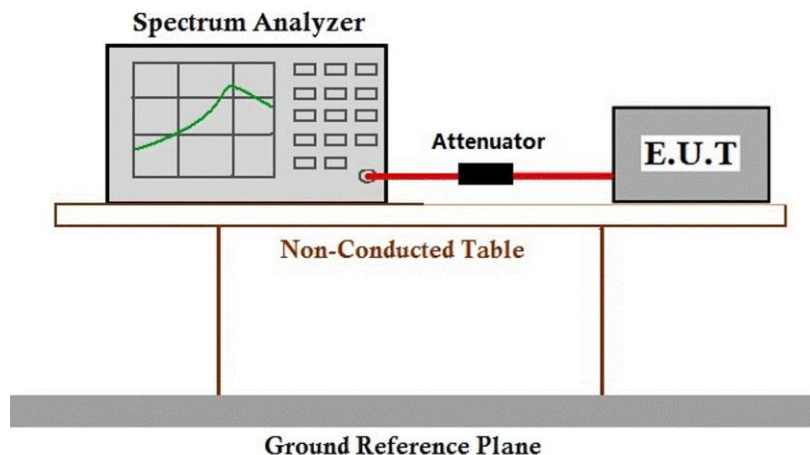 Spectrum Analyzer
Attenuator
E.U.T
Non-Conducted Table
Ground Reference Plane